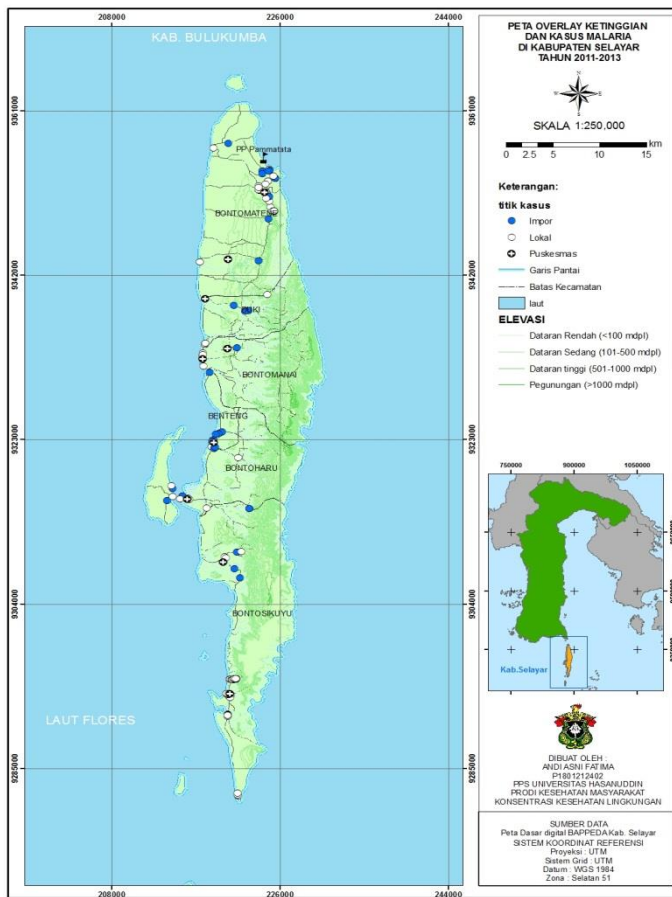 208000 226000 244000
KAB. BULUKUMBA
9361000 9361000
PP Pammatata
BONTOMATENE
9342000 9342000
BUKI
BONTOMANAI
BENTENG
9323000 9323000
BONTOHARU
9304000 9304000
BONTOSIKUYU
LAUT FLORES
9285000 9285000
208000 226000 244000
PETA OVERLAY KETINGGIAN
DAN KASUS MALARIA
DI KABUPATEN SELAYAR
TAHUN 2011-2013
N
SKALA 1:250,000
0 2.5 5 10 15
km
Keterangan:
titik kasus
Impor
Lokal
Puskesmas
Garis Pantai
Batas Kecamatan
laut
ELEVASI
Dataran Rendah (<100 mdpl)
Dataran Sedang (101-500 mdpl)
Dataran tinggi (501-1000 mdpl)
Pegunungan (>1000 mdpl)
750000 900000 1050000
Kab.Selayar
750000 900000 1050000
DIBUAT OLEH :
ANDI ASNI FATIMA
P1801212402
PPS UNIVERSITAS HASANUDDIN
PRODI KESEHATAN MASYARAKAT
KONSENTRASI KESEHATAN LINGKUNGAN
SUMBER DATA
Peta Dasar digital BAPPEDA Kab. Selayar
SISTEM KOORDINAT REFERENSI
Proyeksi : UTM
Sistem Grid : UTM
Datum : WGS 1984
Zona : Selatan 51